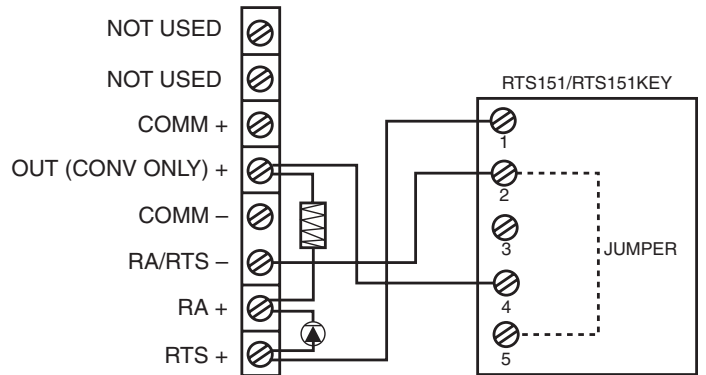 NOT USED
NOT USED
COMM +
OUT (CONV ONLY) +
COMM –
RA/RTS –
RA +
RTS +
RTS151/RTS151KEY
1
2
3
JUMPER
4
5